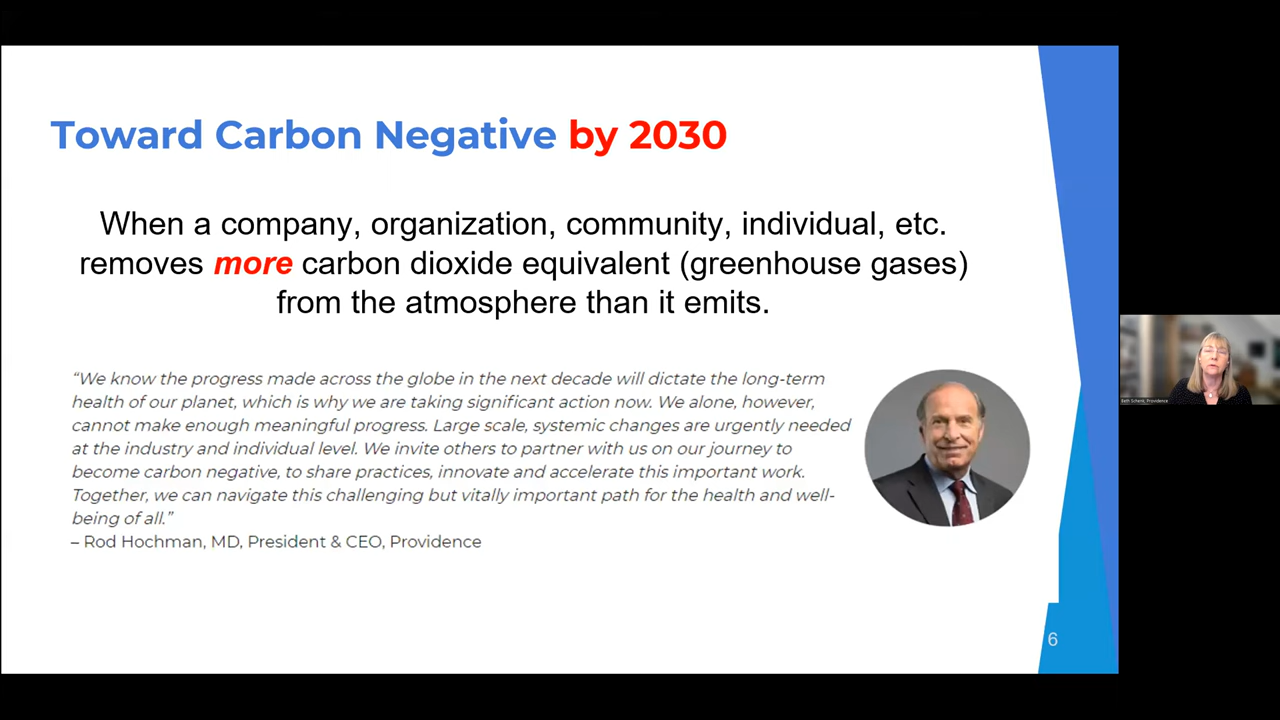 Toward Carbon Negative by 2030
When a company, organization, community, individual, etc.
removes more carbon dioxide equivalent (greenhouse gases)
from the atmosphere than it emits.
“We know the progress made across the globe in the next decade will dictate the long-term
health of our planet, which is why we are taking significant action now. We alone, however,
cannot make enough meaningful progress. Large scale, systemic changes are urgently needed
at the industry and individual level. We invite others to partner with us on our journey to
become carbon negative, to share practices, innovate and accelerate this important work.
Together, we can navigate this challenging but vitally important path for the health and well-
being of all.”
– Rod Hochman, MD, President & CEO, Providence
6
Beth Schenk, Providence